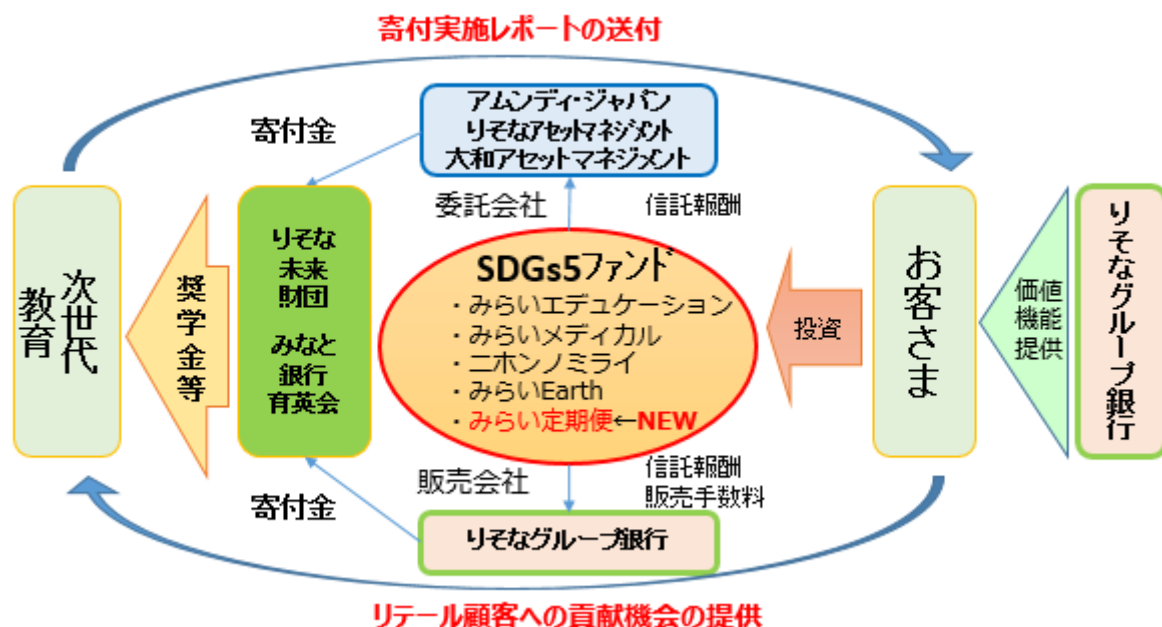 寄付実施レポートの送付
アムンディ・ジャパン
りそなアセットマネジメント
大和アセットマネジメント
寄付金
委託会社
信託報酬
次世代
教育
奨学金等
りそな
未来
財団
みなと
銀行
育英会
SDGs5ファンド
・みらいエデュケーション
・みらいメディカル
・ニホンノミライ
・みらいEarth
・みらい定期便←NEW
投資
お客さま
価値
機能
提供
りそなグループ銀行
販売会社
信託報酬
販売手数料
寄付金
りそなグループ銀行
リテール顧客への貢献機会の提供